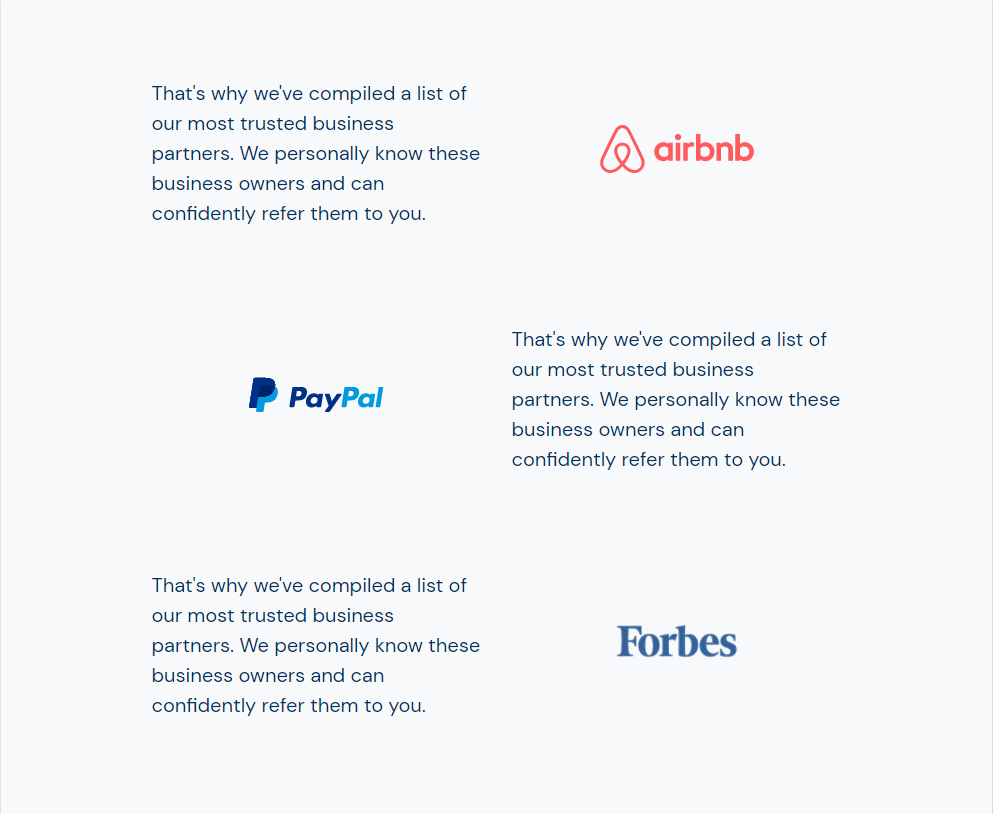 That's why we've compiled a list of
our most trusted business
partners. We personally know these
business owners and can
confidently refer them to you.
airbnb
PayPal
That's why we've compiled a list of
our most trusted business
partners. We personally know these
business owners and can
confidently refer them to you.
That's why we've compiled a list of
our most trusted business
partners. We personally know these
business owners and can
confidently refer them to you.
Forbes